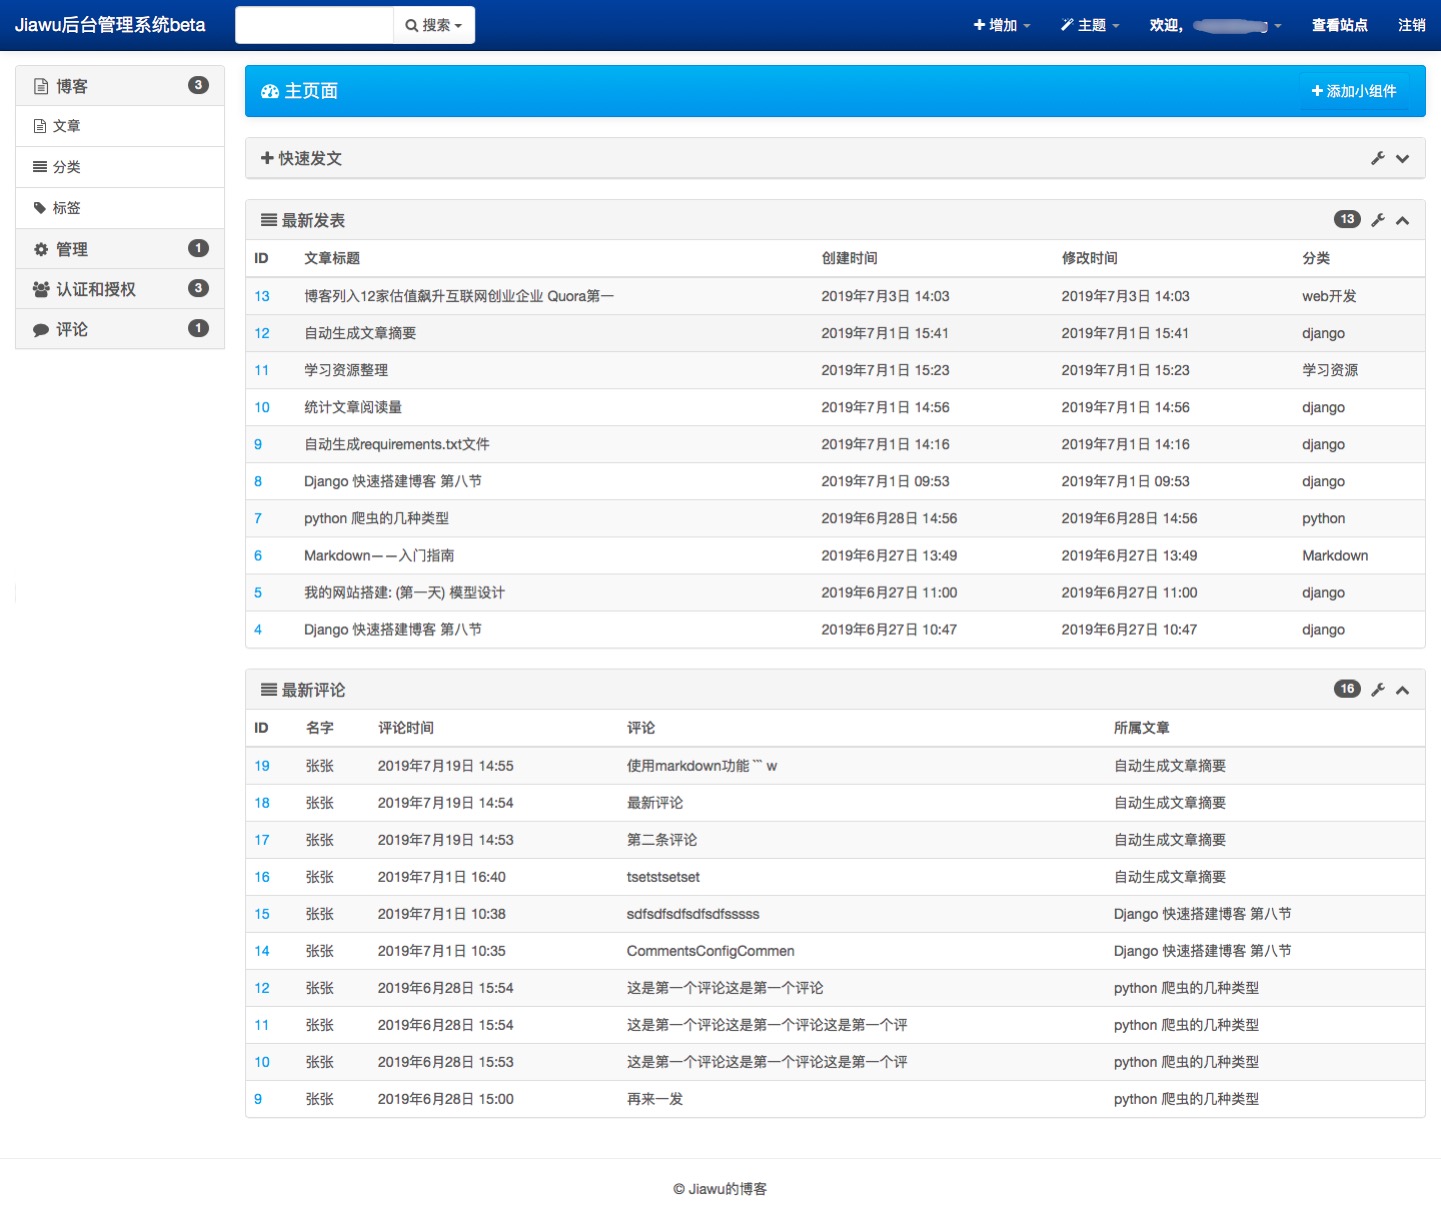 Jiawu后台管理系统beta 搜索 增加 主题 欢迎, 查看站点 注销
博客 3
文章
分类
标签
管理 1
认证和授权 3
评论 1
主页面 添加小组件
快速发文
最新发表 13
ID 文章标题 创建时间 修改时间 分类
13 博客列入12家估值飙升互联网创业企业 Quora第一 2019年7月3日 14:03 2019年7月3日 14:03 web开发
12 自动生成文章摘要 2019年7月1日 15:41 2019年7月1日 15:41 django
11 学习资源整理 2019年7月1日 15:23 2019年7月1日 15:23 学习资源
10 统计文章阅读量 2019年7月1日 14:56 2019年7月1日 14:56 django
9 自动生成requirements.txt文件 2019年7月1日 14:16 2019年7月1日 14:16 django
8 Django 快速搭建博客 第八节 2019年7月1日 09:53 2019年7月1日 09:53 django
7 python 爬虫的几种类型 2019年6月28日 14:56 2019年6月28日 14:56 python
6 Markdown——入门指南 2019年6月27日 13:49 2019年6月27日 13:49 Markdown
5 我的网站搭建: (第一天) 模型设计 2019年6月27日 11:00 2019年6月27日 11:00 django
4 Django 快速搭建博客 第八节 2019年6月27日 10:47 2019年6月27日 10:47 django
最新评论 16
ID 名字 评论时间 评论 所属文章
19 张张 2019年7月19日 14:55 使用markdown功能 ``` w 自动生成文章摘要
18 张张 2019年7月19日 14:54 最新评论 自动生成文章摘要
17 张张 2019年7月19日 14:53 第二条评论 自动生成文章摘要
16 张张 2019年7月1日 16:40 tsetstsetset 自动生成文章摘要
15 张张 2019年7月1日 10:38 sdfsdfsdfsdfsdfsssss Django 快速搭建博客 第八节
14 张张 2019年7月1日 10:35 CommentsConfigCommen Django 快速搭建博客 第八节
12 张张 2019年6月28日 15:54 这是第一个评论这是第一个评论 python 爬虫的几种类型
11 张张 2019年6月28日 15:54 这是第一个评论这是第一个评论这是第一个评 python 爬虫的几种类型
10 张张 2019年6月28日 15:53 这是第一个评论这是第一个评论这是第一个评 python 爬虫的几种类型
9 张张 2019年6月28日 15:00 再来一发 python 爬虫的几种类型
© Jiawu的博客